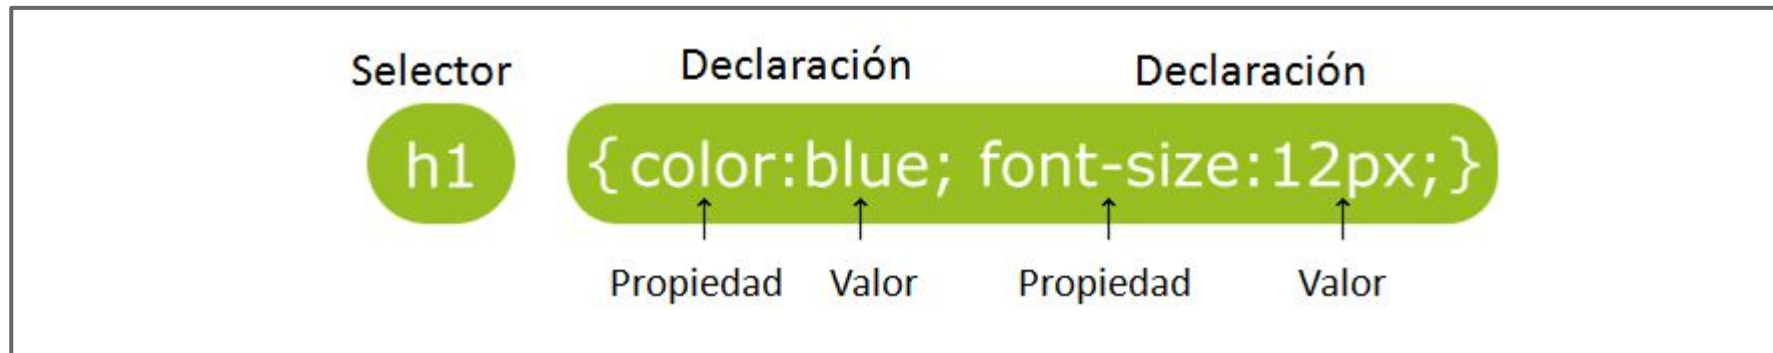 Selector Declaración Declaración
h1 {color:blue; font-size:12px;}
Propiedad Valor Propiedad Valor